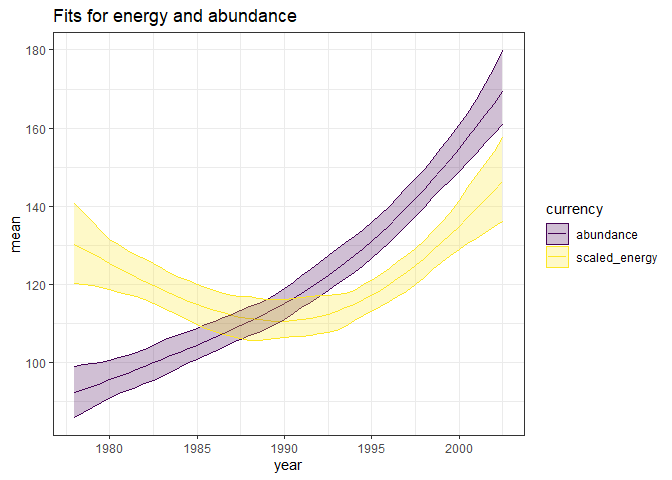 Fits for energy and abundance
180
160
140
120
100
mean
1980 1985 1990 1995 2000
year
currency
abundance
scaled_energy